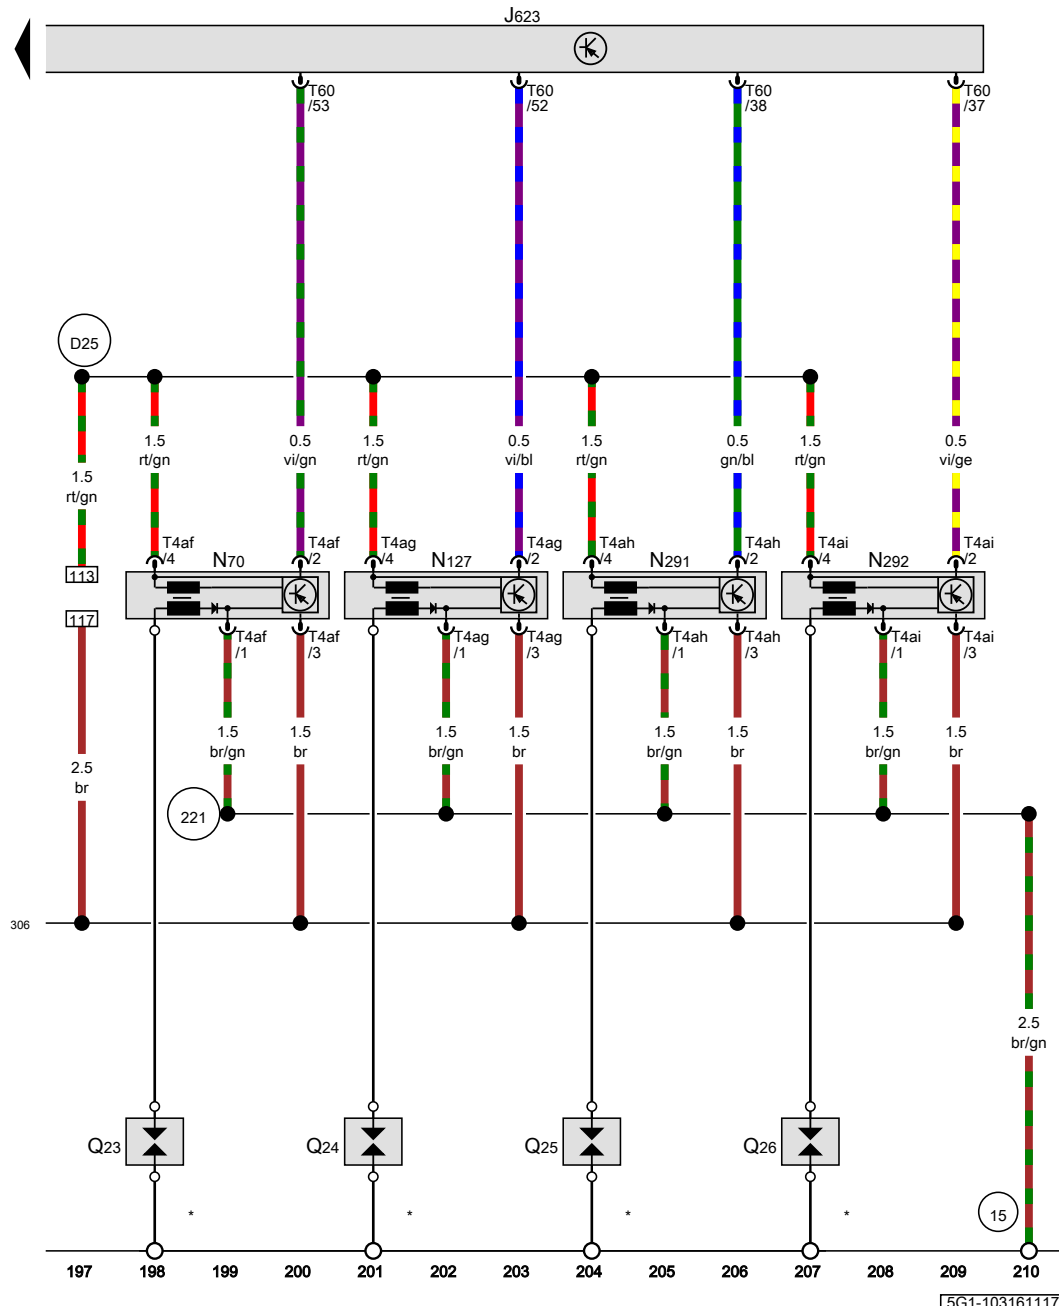 J623
T60 T60 T60 T60
/53 /52 /38 /37
D25
1.5 0.5 1.5 0.5 1.5 0.5 1.5 0.5
rt/gn vi/gn rt/gn vi/bl rt/gn gn/bl rt/gn vi/ge
1.5
rt/gn
T4af T4af T4ag T4ag T4ah T4ah T4ai T4ai
/4 N70 /2 /4 N127 /2 /4 N291 /2 /4 N292 /2
113
117
T4af T4af T4ag T4ag T4ah T4ah T4ai T4ai
/1 /3 /1 /3 /1 /3 /1 /3
1.5 1.5 1.5 1.5 1.5 1.5 1.5 1.5
br/gn br br/gn br br/gn br br/gn br
2.5
br
221
306
2.5
br/gn
Q23 Q24 Q25 Q26
* * * * 15
197 198 199 200 201 202 203 204 205 206 207 208 209 210
5G1-103161117